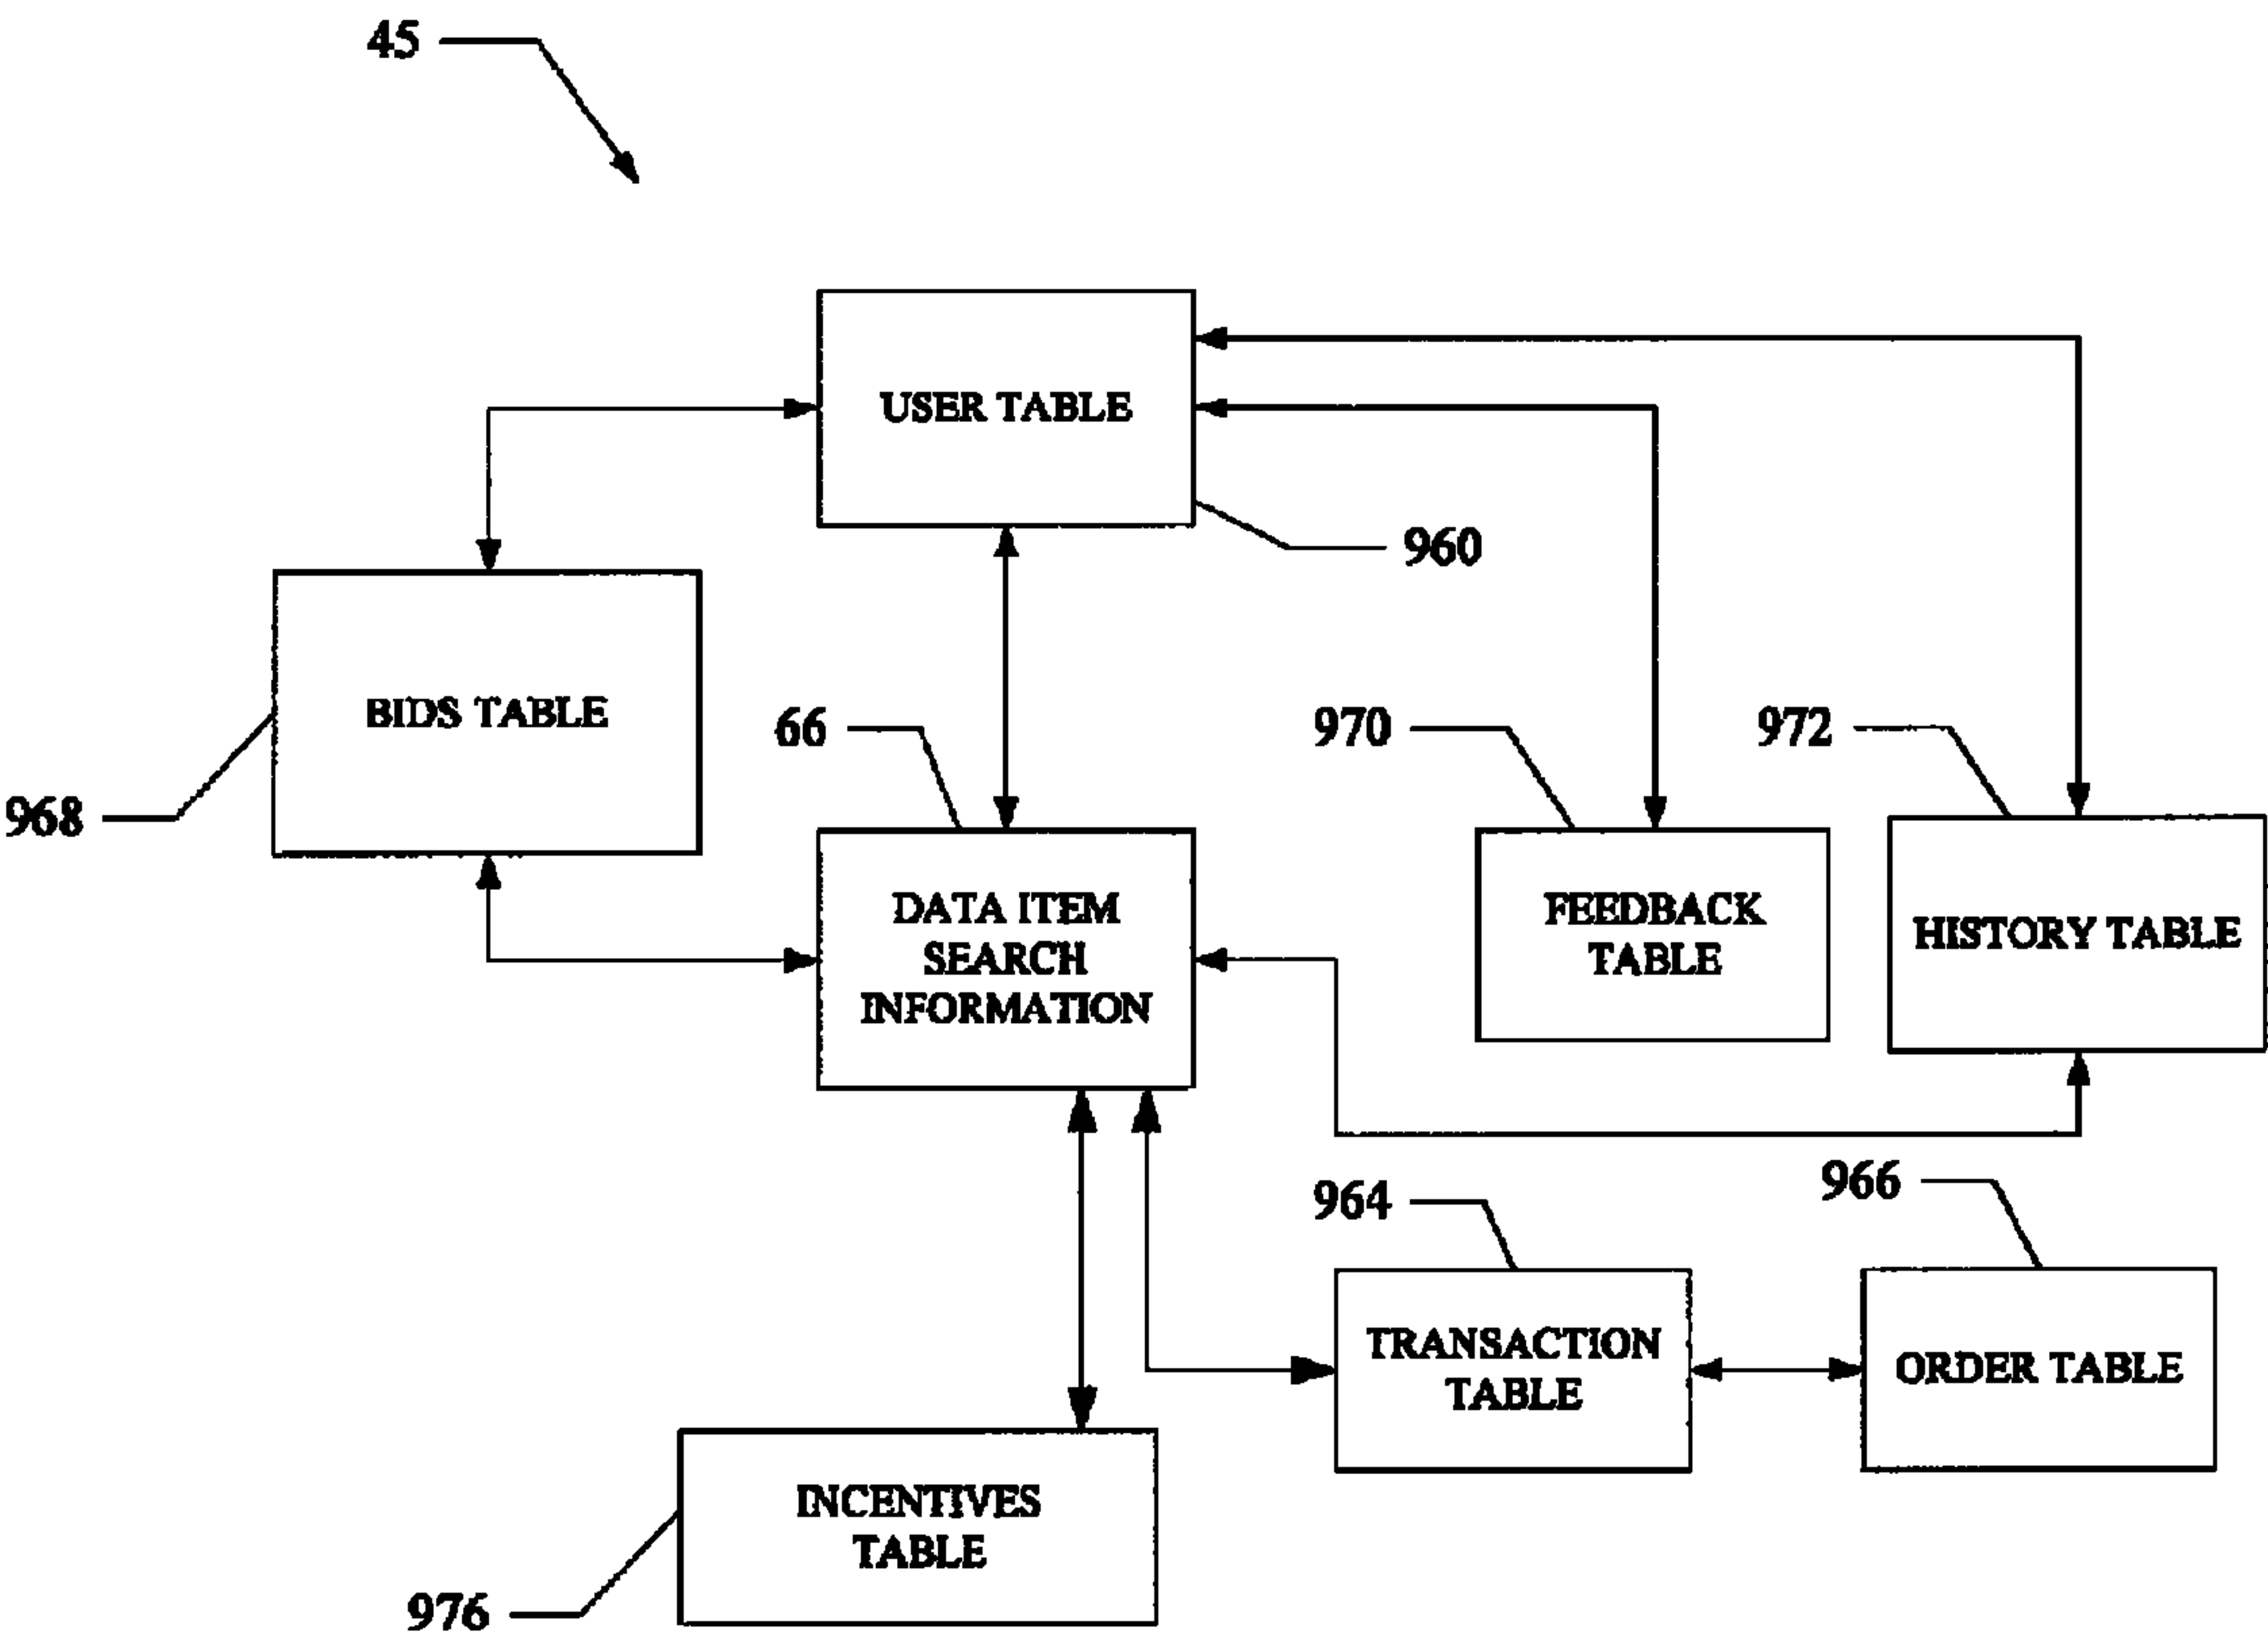 45
USER TABLE
960
BIDS TABLE
968
66
970
972
DATA ITEM
SEARCH
INFORMATION
FEEDBACK
TABLE
HISTORY TABLE
964
966
TRANSACTION
TABLE
ORDER TABLE
INCENTIVES
TABLE
976